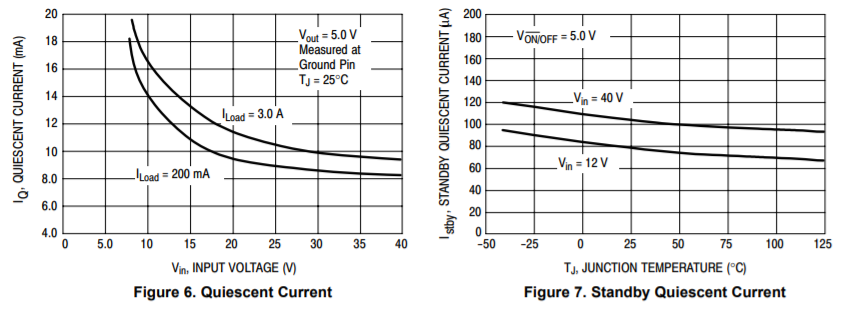 I_Q, QUIESCENT CURRENT (mA)
20
18
16
14
12
10
8.0
6.0
4.0
0 5.0 10 15 20 25 30 35 40
V_out = 5.0 V
Measured at
Ground Pin
T_J = 25°C
I_Load = 3.0 A
I_Load = 200 mA
V_in, INPUT VOLTAGE (V)
Figure 6. Quiescent Current
I_stby, STANDBY QUIESCENT CURRENT (µA)
200
180
160
140
120
100
80
60
40
20
0
-50 -25 0 25 50 75 100 125
V_ON/OFF = 5.0 V
V_in = 40 V
V_in = 12 V
T_J, JUNCTION TEMPERATURE (°C)
Figure 7. Standby Quiescent Current